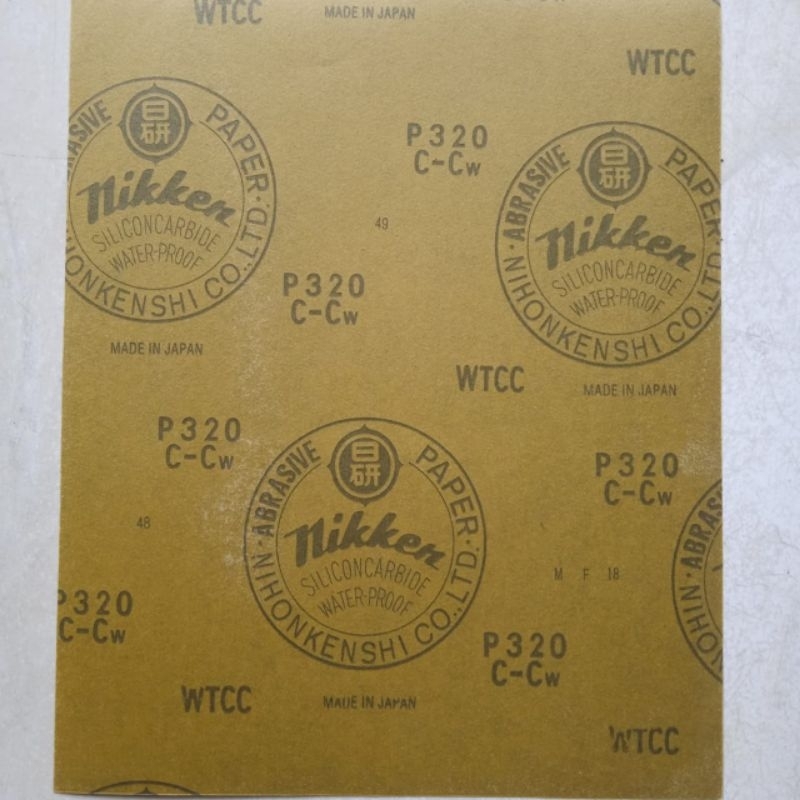 WTCC
MADE IN JAPAN
WTCC
日研
ABRASIVE PAPER
Nikken
SILICONCARBIDE
WATER-PROOF
NIHONKENSHI CO.,LTD.
MADE IN JAPAN
P320
C-Cw
日研
ABRASIVE PAPER
Nikken
SILICONCARBIDE
WATER-PROOF
NIHONKENSHI CO.,LTD
MADE IN JAPAN
49
P320
C-Cw
WTCC
P320
C-Cw
日研
ABRASIVE PAPER
Nikken
SILICONCARBIDE
WATER-PROOF
NIHONKENSHI CO.,LTD.
MADE IN JAPAN
P320
C-Cw
48
M F 18
ABRAS
NIHON
P320
C-Cw
P320
C-Cw
WTCC
WTCC